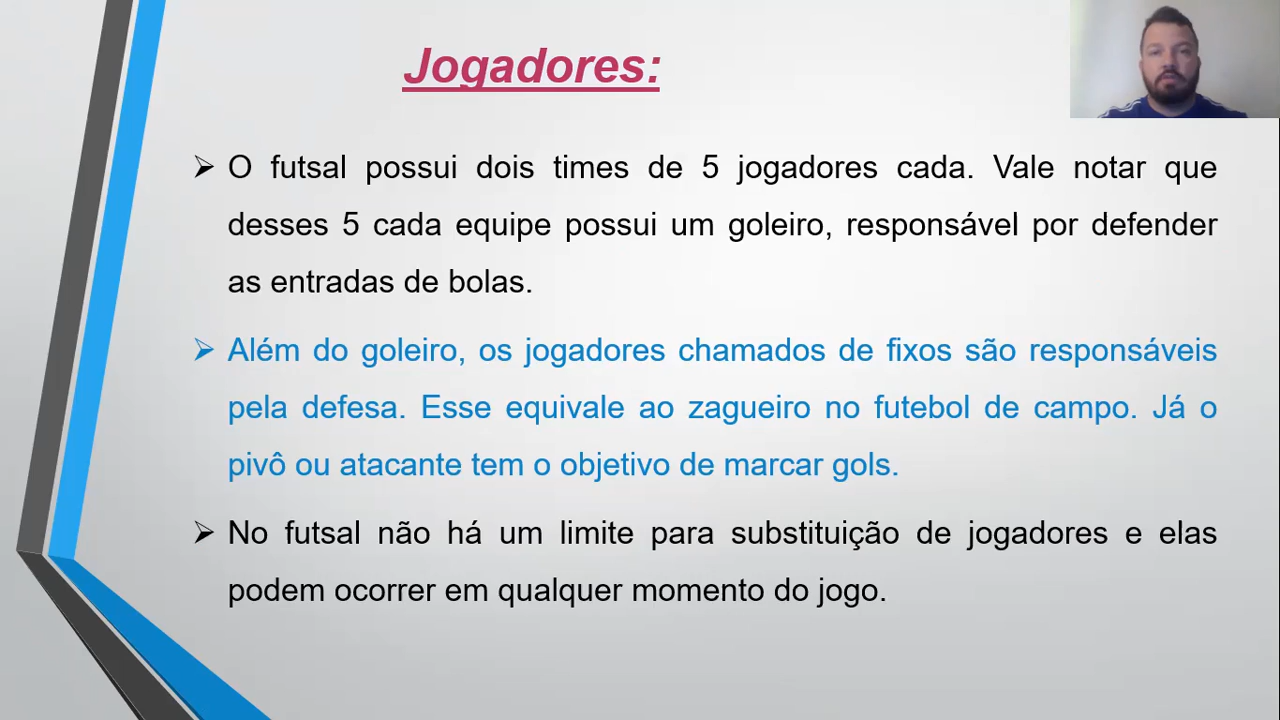 Jogadores:
O futsal possui dois times de 5 jogadores cada. Vale notar que
desses 5 cada equipe possui um goleiro, responsável por defender
as entradas de bolas.
Além do goleiro, os jogadores chamados de fixos são responsáveis
pela defesa. Esse equivale ao zagueiro no futebol de campo. Já o
pivô ou atacante tem o objetivo de marcar gols.
No futsal não há um limite para substituição de jogadores e elas
podem ocorrer em qualquer momento do jogo.